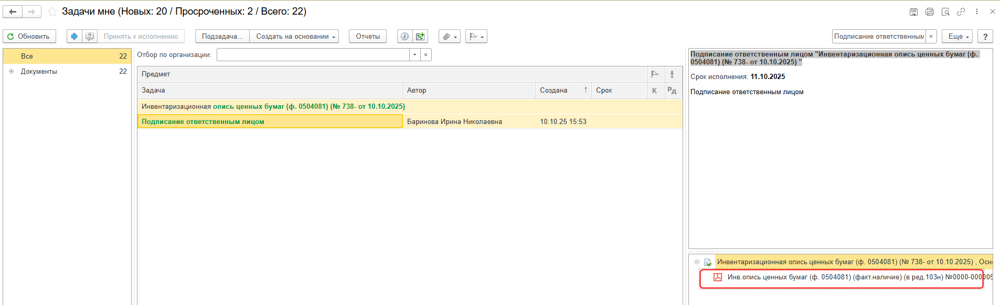 Задачи мне (Новых: 20 / Просроченных: 2 / Всего: 22)
Обновить
Принять к исполнению
Подзадача...
Создать на основании
Отчеты
Подписание ответственным
×
Еще
?
Все 22
Документы 22
Отбор по организации:
Предмет
Задача Автор Создана ↑ Срок К Рд
Инвентаризационная опись ценных бумаг (ф. 0504081) (№ 738- от 10.10.2025)
Подписание ответственным лицом Баринова Ирина Николаевна 10.10.25 15:53
Подписание ответственным лицом "Инвентаризационная опись ценных бумаг (ф.
0504081) (№ 738- от 10.10.2025) "
Срок исполнения: 11.10.2025
Подписание ответственным лицом
Инвентаризационная опись ценных бумаг (ф. 0504081) (№ 738- от 10.10.2025) , Осн
Инв.опись ценных бумаг (ф. 0504081) (факт.наличие) (в ред.103н) №0000-000005